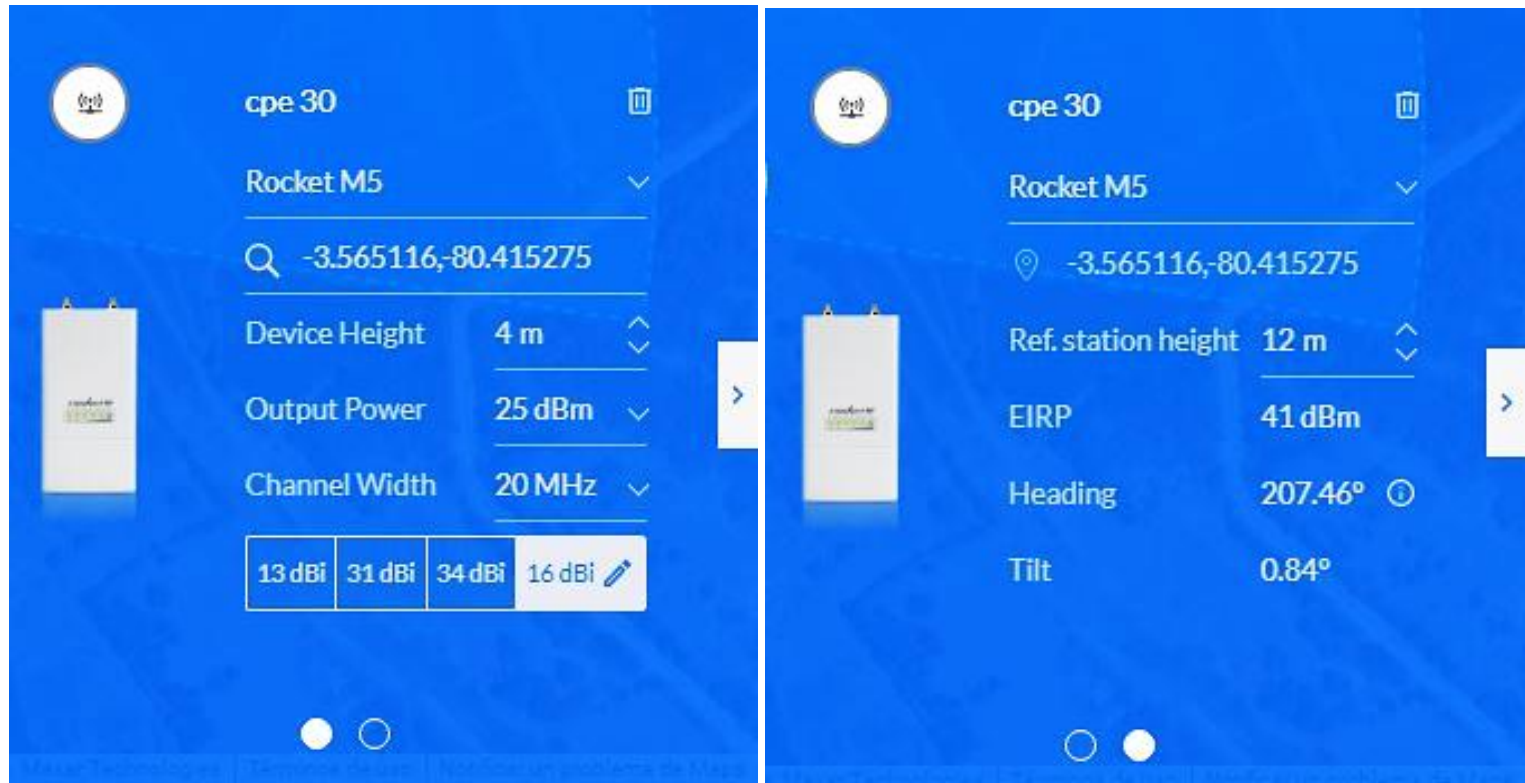 cpe 30
Rocket M5
-3.565116,-80.415275
Device Height 4 m
Output Power 25 dBm
Channel Width 20 MHz
13 dBi 31 dBi 34 dBi 16 dBi
cpe 30
Rocket M5
-3.565116,-80.415275
Ref. station height 12 m
EIRP 41 dBm
Heading 207.46º
Tilt 0.84º